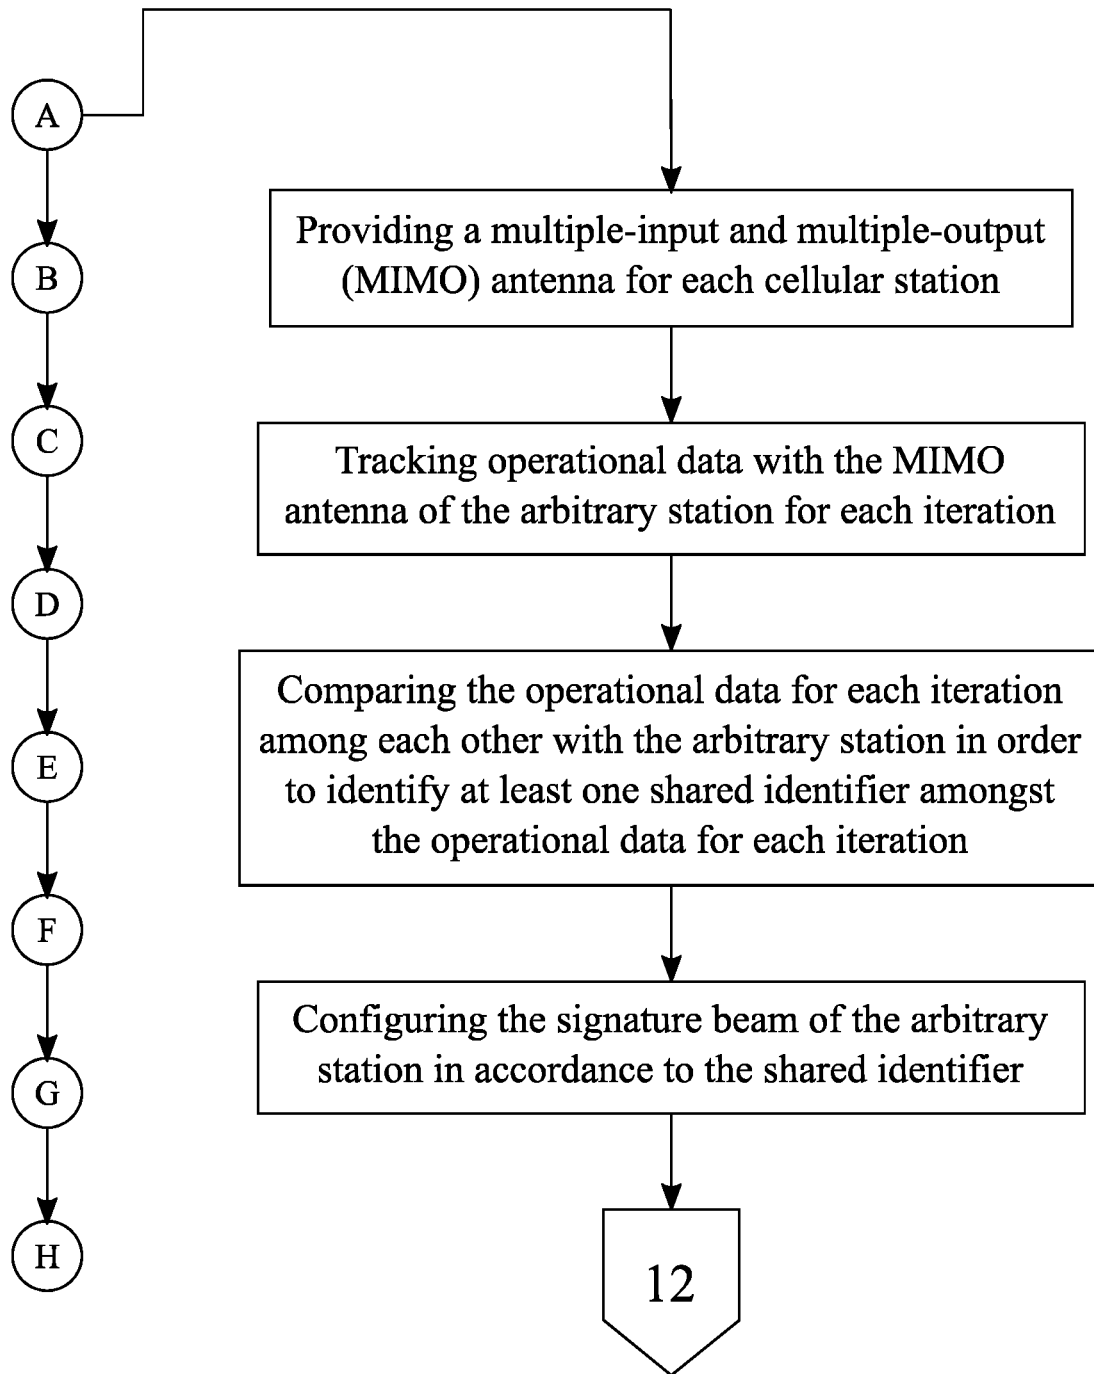 A
B
C
D
E
F
G
H
Providing a multiple-input and multiple-output
(MIMO) antenna for each cellular station
Tracking operational data with the MIMO
antenna of the arbitrary station for each iteration
Comparing the operational data for each iteration
among each other with the arbitrary station in order
to identify at least one shared identifier amongst
the operational data for each iteration
Configuring the signature beam of the arbitrary
station in accordance to the shared identifier
12